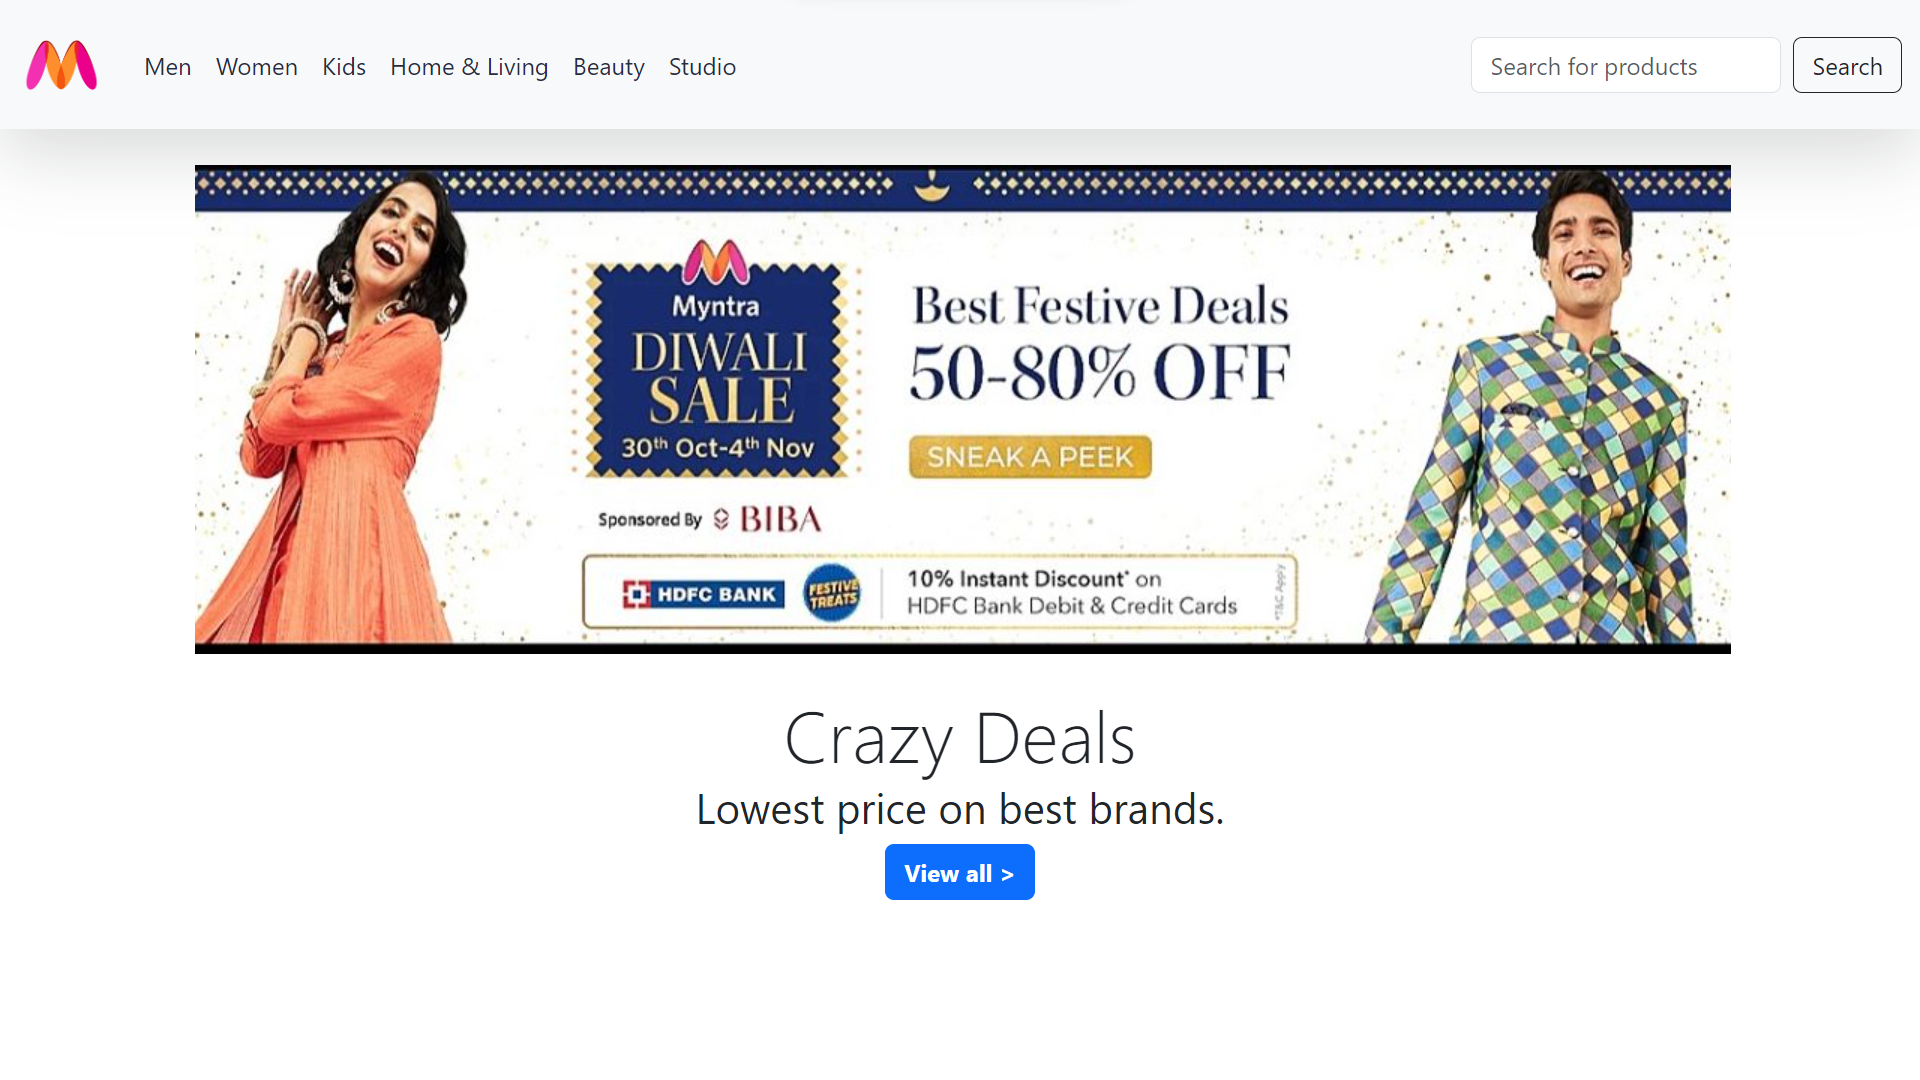 Men Women Kids Home & Living Beauty Studio
Search for products Search
Myntra
DIWALI
SALE
30th Oct-4th Nov
Best Festive Deals
50-80% OFF
SNEAK A PEEK
Sponsored By BIBA
HDFC BANK
FESTIVE
TREATS
10% Instant Discount* on
HDFC Bank Debit & Credit Cards
*T&C Apply
Crazy Deals
Lowest price on best brands.
View all >